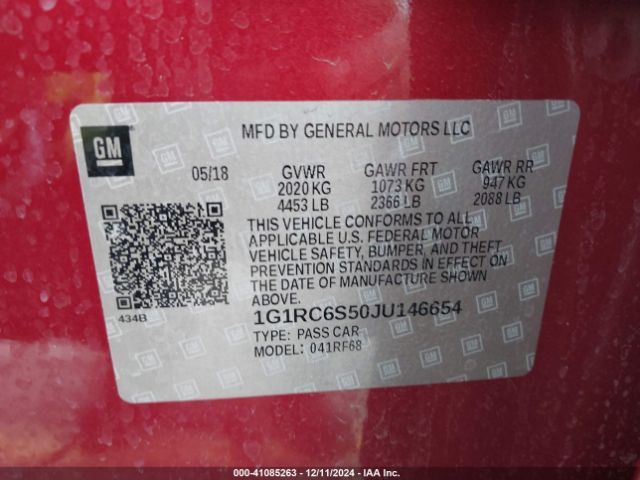 GM
MFD BY GENERAL MOTORS LLC
05/18 GVWR GAWR FRT GAWR RR
2020 KG 1073 KG 947 KG
4453 LB 2366 LB 2088 LB
THIS VEHICLE CONFORMS TO ALL
APPLICABLE U.S. FEDERAL MOTOR
VEHICLE SAFETY, BUMPER, AND THEFT
PREVENTION STANDARDS IN EFFECT ON
THE DATE OF MANUFACTURE SHOWN
ABOVE.
434B
1G1RC6S50JU146654
TYPE: PASS CAR
MODEL: 041RF68
000-41085263 - 12/11/2024 - IAA Inc.